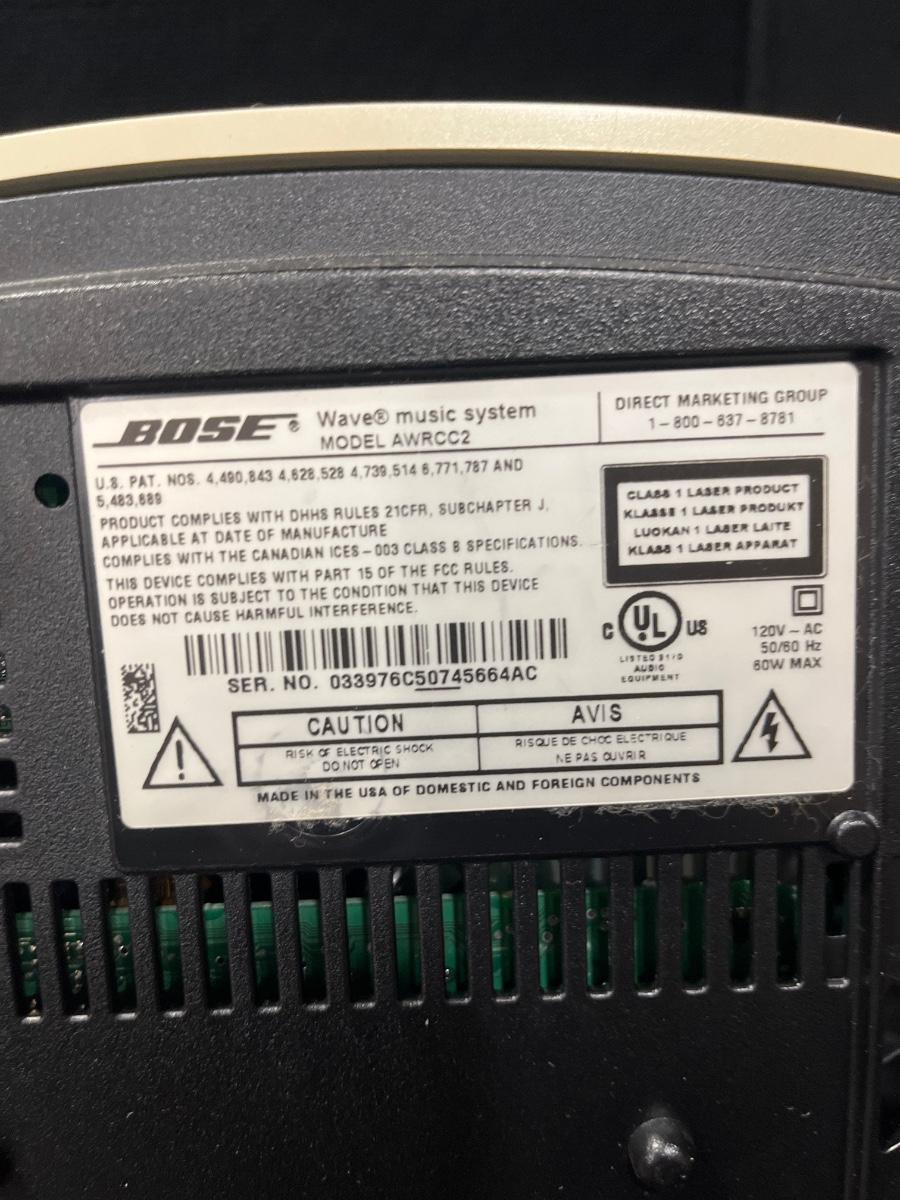 BOSE® Wave® music system
MODEL AWRCC2
DIRECT MARKETING GROUP
1-800-637-8781
U.S. PAT. NOS. 4,490,843 4,628,528 4,739,514 6,771,787 AND
5,483,689
PRODUCT COMPLIES WITH DHHS RULES 21CFR, SUBCHAPTER J,
APPLICABLE AT DATE OF MANUFACTURE
COMPLIES WITH THE CANADIAN ICES-003 CLASS B SPECIFICATIONS.
THIS DEVICE COMPLIES WITH PART 15 OF THE FCC RULES.
OPERATION IS SUBJECT TO THE CONDITION THAT THIS DEVICE
DOES NOT CAUSE HARMFUL INTERFERENCE.
CLASS 1 LASER PRODUCT
KLASSE 1 LASER PRODUKT
LUOKAN 1 LASER LAITE
KLASS 1 LASER APPARAT
C UL US
LISTED
AUDIO
EQUIPMENT
120V~AC
50/60 Hz
60W MAX
SER. NO. 033976C50745664AC
CAUTION
RISK OF ELECTRIC SHOCK
DO NOT OPEN
AVIS
RISQUE DE CHOC ELECTRIQUE
NE PAS OUVRIR
MADE IN THE USA OF DOMESTIC AND FOREIGN COMPONENTS